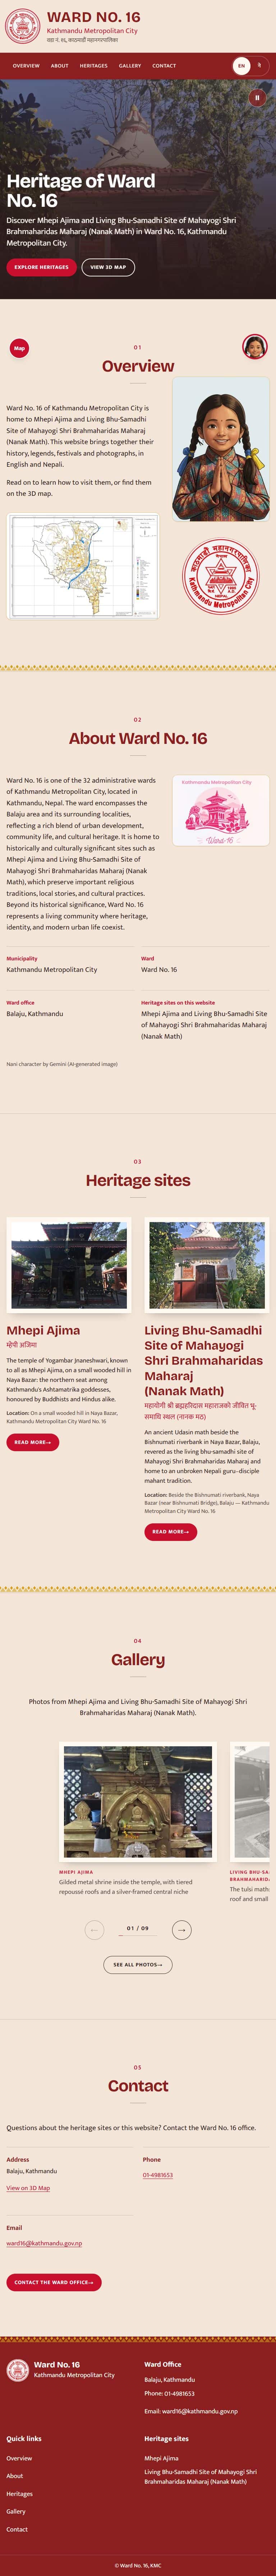 WARD NO. 16
Kathmandu Metropolitan City
वडा नं. १६, काठमाडौं महानगरपालिका
OVERVIEW
ABOUT
HERITAGES
GALLERY
CONTACT
EN
ने
Heritage of Ward
No. 16
Discover Mhepi Ajima and Living Bhu-Samadhi Site of Mahayogi Shri
Brahmaharidas Maharaj (Nanak Math) in Ward No. 16, Kathmandu
Metropolitan City.
EXPLORE HERITAGES
VIEW 3D MAP
Map
01
Overview
Ward No. 16 of Kathmandu Metropolitan City is
home to Mhepi Ajima and Living Bhu-Samadhi
Site of Mahayogi Shri Brahmaharidas Maharaj
(Nanak Math). This website brings together their
history, legends, festivals and photographs, in
English and Nepali.
Read on to learn how to visit them, or find them
on the 3D map.
काठमाडौं महानगरपालिका
Kathmandu Metropolitan City
02
About Ward No. 16
Ward No. 16 is one of the 32 administrative wards
of Kathmandu Metropolitan City, located in
Kathmandu, Nepal. The ward encompasses the
Balaju area and its surrounding localities,
reflecting a rich blend of urban development,
community life, and cultural heritage. It is home to
historically and culturally significant sites such as
Mhepi Ajima and Living Bhu-Samadhi Site of
Mahayogi Shri Brahmaharidas Maharaj (Nanak
Math), which preserve important religious
traditions, local stories, and cultural practices.
Beyond its historical significance, Ward No. 16
represents a living community where heritage,
identity, and modern urban life coexist.
Kathmandu Metropolitan City
Ward-16
Municipality
Kathmandu Metropolitan City
Ward
Ward No. 16
Ward office
Balaju, Kathmandu
Heritage sites on this website
Mhepi Ajima and Living Bhu-Samadhi Site
of Mahayogi Shri Brahmaharidas Maharaj
(Nanak Math)
Nani character by Gemini (AI-generated image)
03
Heritage sites
Mhepi Ajima
म्हेपी अजिमा
The temple of Yogambar Jnaneshwari, known
to all as Mhepi Ajima, on a small wooded hill in
Naya Bazar: the northern seat among
Kathmandu's Ashtamatrika goddesses,
honoured by Buddhists and Hindus alike.
Location: On a small wooded hill in Naya Bazar,
Kathmandu Metropolitan City Ward No. 16
READ MORE→
Living Bhu-Samadhi
Site of Mahayogi
Shri Brahmaharidas
Maharaj
(Nanak Math)
महायोगी श्री ब्रह्महरिदास महाराजको जीवित भू-
समाधि स्थल (नानक मठ)
An ancient Udasin math beside the
Bishnumati riverbank in Naya Bazar, Balaju,
revered as the living bhu-samadhi site of
Mahayogi Shri Brahmaharidas Maharaj and
home to an unbroken Nepali guru–disciple
mahant tradition.
Location: Beside the Bishnumati riverbank, Naya
Bazar (near Bishnumati Bridge), Balaju — Kathmandu
Metropolitan City Ward No. 16
READ MORE→
04
Gallery
Photos from Mhepi Ajima and Living Bhu-Samadhi Site of Mahayogi Shri
Brahmaharidas Maharaj (Nanak Math).
MHEPI AJIMA
Gilded metal shrine inside the temple, with tiered
repoussé roofs and a silver-framed central niche
LIVING BHU-SA
BRAHMAHARIDA
The tulsi math
roof and small
←
01 / 09
→
SEE ALL PHOTOS→
05
Contact
Questions about the heritage sites or this website? Contact the Ward No. 16 office.
Address
Balaju, Kathmandu
View on 3D Map
Phone
01-4981653
Email
ward16@kathmandu.gov.np
CONTACT THE WARD OFFICE→
Ward No. 16
Kathmandu Metropolitan City
Ward Office
Balaju, Kathmandu
Phone: 01-4981653
Email: ward16@kathmandu.gov.np
Quick links
Overview
About
Heritages
Gallery
Contact
Heritage sites
Mhepi Ajima
Living Bhu-Samadhi Site of Mahayogi Shri
Brahmaharidas Maharaj (Nanak Math)
© Ward No. 16, KMC